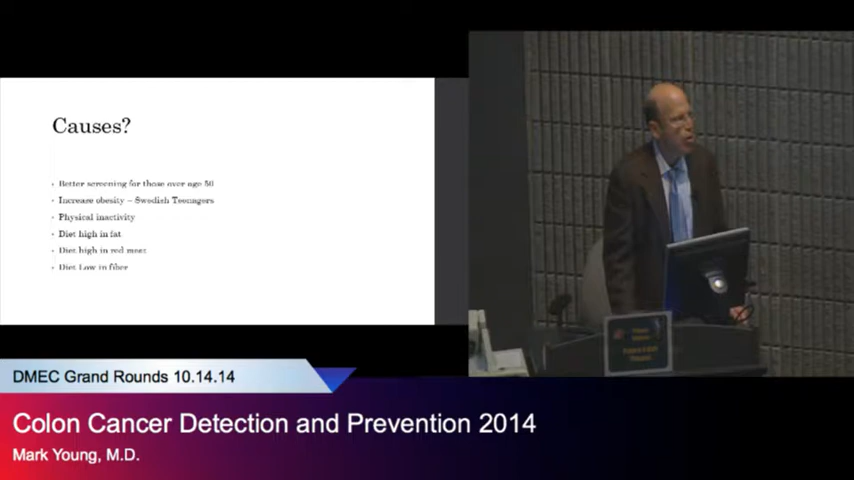 Causes?
Better screening for those over age 50
Increase obesity – Swedish Teenagers
Physical inactivity
Diet high in fat
Diet high in red meat
Diet Low in fiber
DMEC Grand Rounds 10.14.14
Colon Cancer Detection and Prevention 2014
Mark Young, M.D.